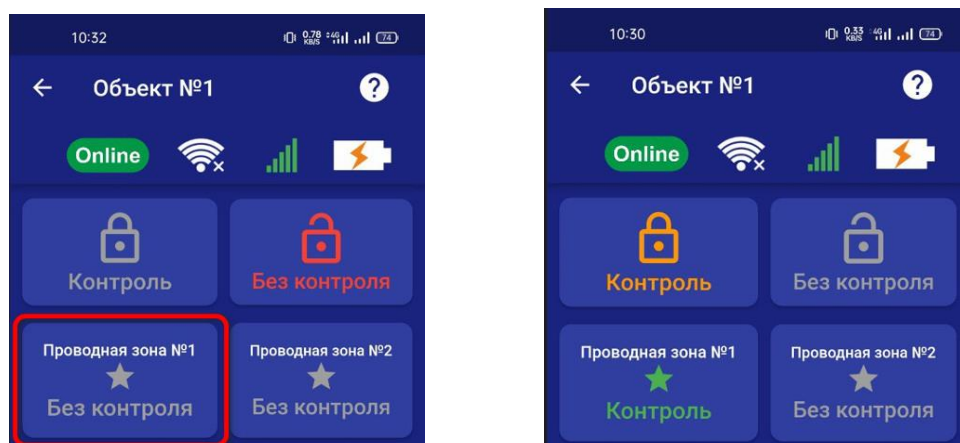 10:32 0.78 KB/S 4G 74
Объект №1 ?
Online
Контроль Без контроля
Проводная зона №1 Проводная зона №2
Без контроля Без контроля
10:30 0.33 KB/S 4G 74
Объект №1 ?
Online
Контроль Без контроля
Проводная зона №1 Проводная зона №2
Контроль Без контроля